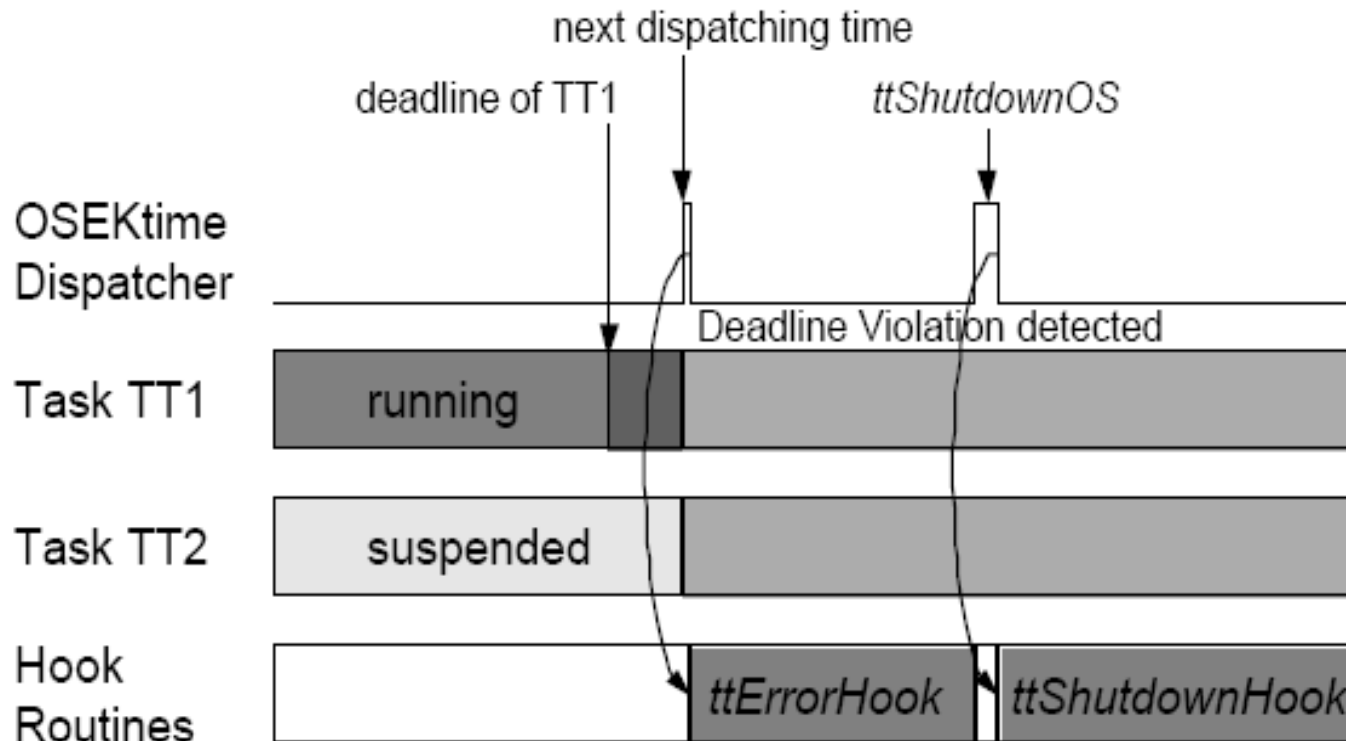 next dispatching time
deadline of TT1
ttShutdownOS
OSEKtime
Dispatcher
Deadline Violation detected
Task TT1
running
Task TT2
suspended
Hook
Routines
ttErrorHook
ttShutdownHook